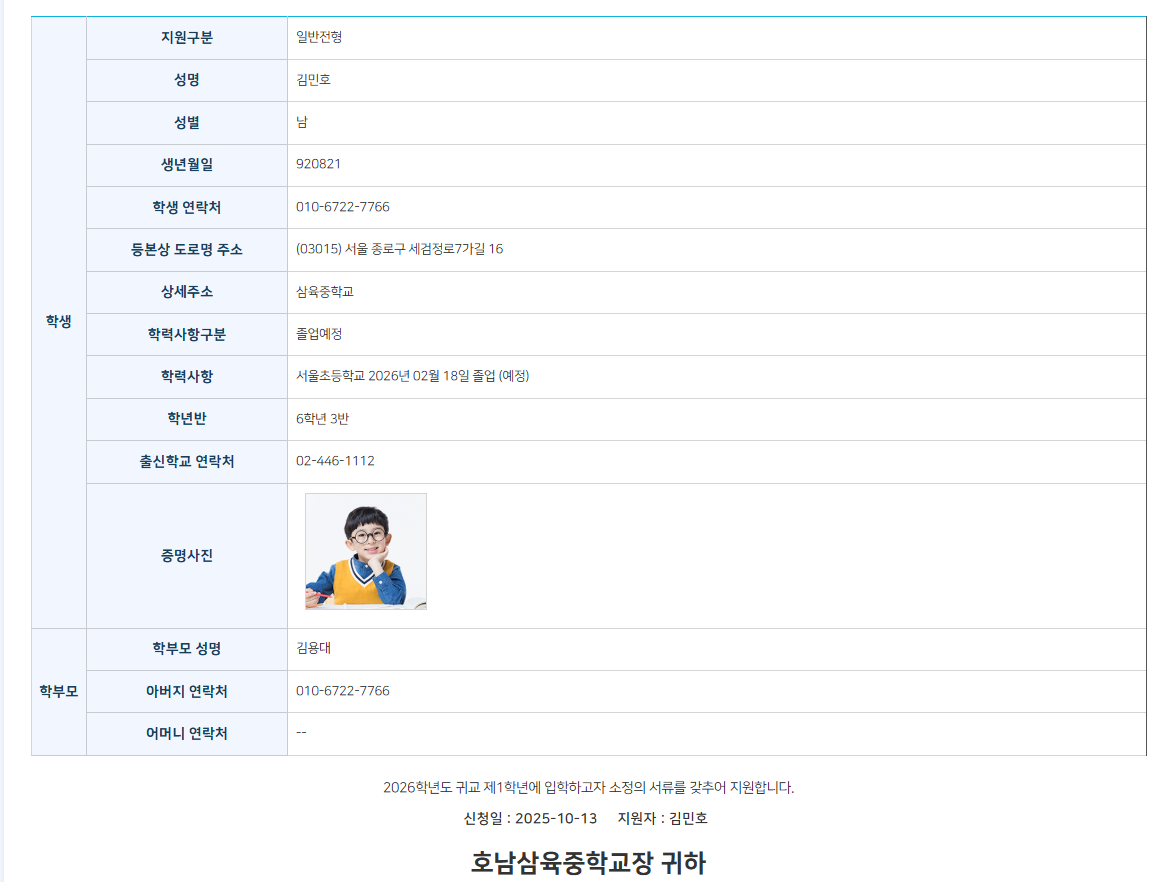 학생
지원구분 일반전형
성명 김민호
성별 남
생년월일 920821
학생 연락처 010-6722-7766
등본상 도로명 주소 (03015) 서울 종로구 세검정로7가길 16
상세주소 삼육중학교
학력사항구분 졸업예정
학력사항 서울초등학교 2026년 02월 18일 졸업 (예정)
학년반 6학년 3반
출신학교 연락처 02-446-1112
증명사진
학부모
학부모 성명 김용대
아버지 연락처 010-6722-7766
어머니 연락처 --
2026학년도 귀교 제1학년에 입학하고자 소정의 서류를 갖추어 지원합니다.
신청일 : 2025-10-13 지원자 : 김민호
호남삼육중학교장 귀하